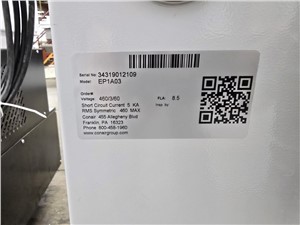 Serial No: 34319012109
Model: EP1A03
Order#
Voltage: 460/3/60 FLA: 8.5
Short Circuit Current 5 KA
RMS Symmetric 460 MAX
Conair 455 Allegheny Blvd
Franklin, PA 16323
Phone 800-458-1960
www.conairgroup.com